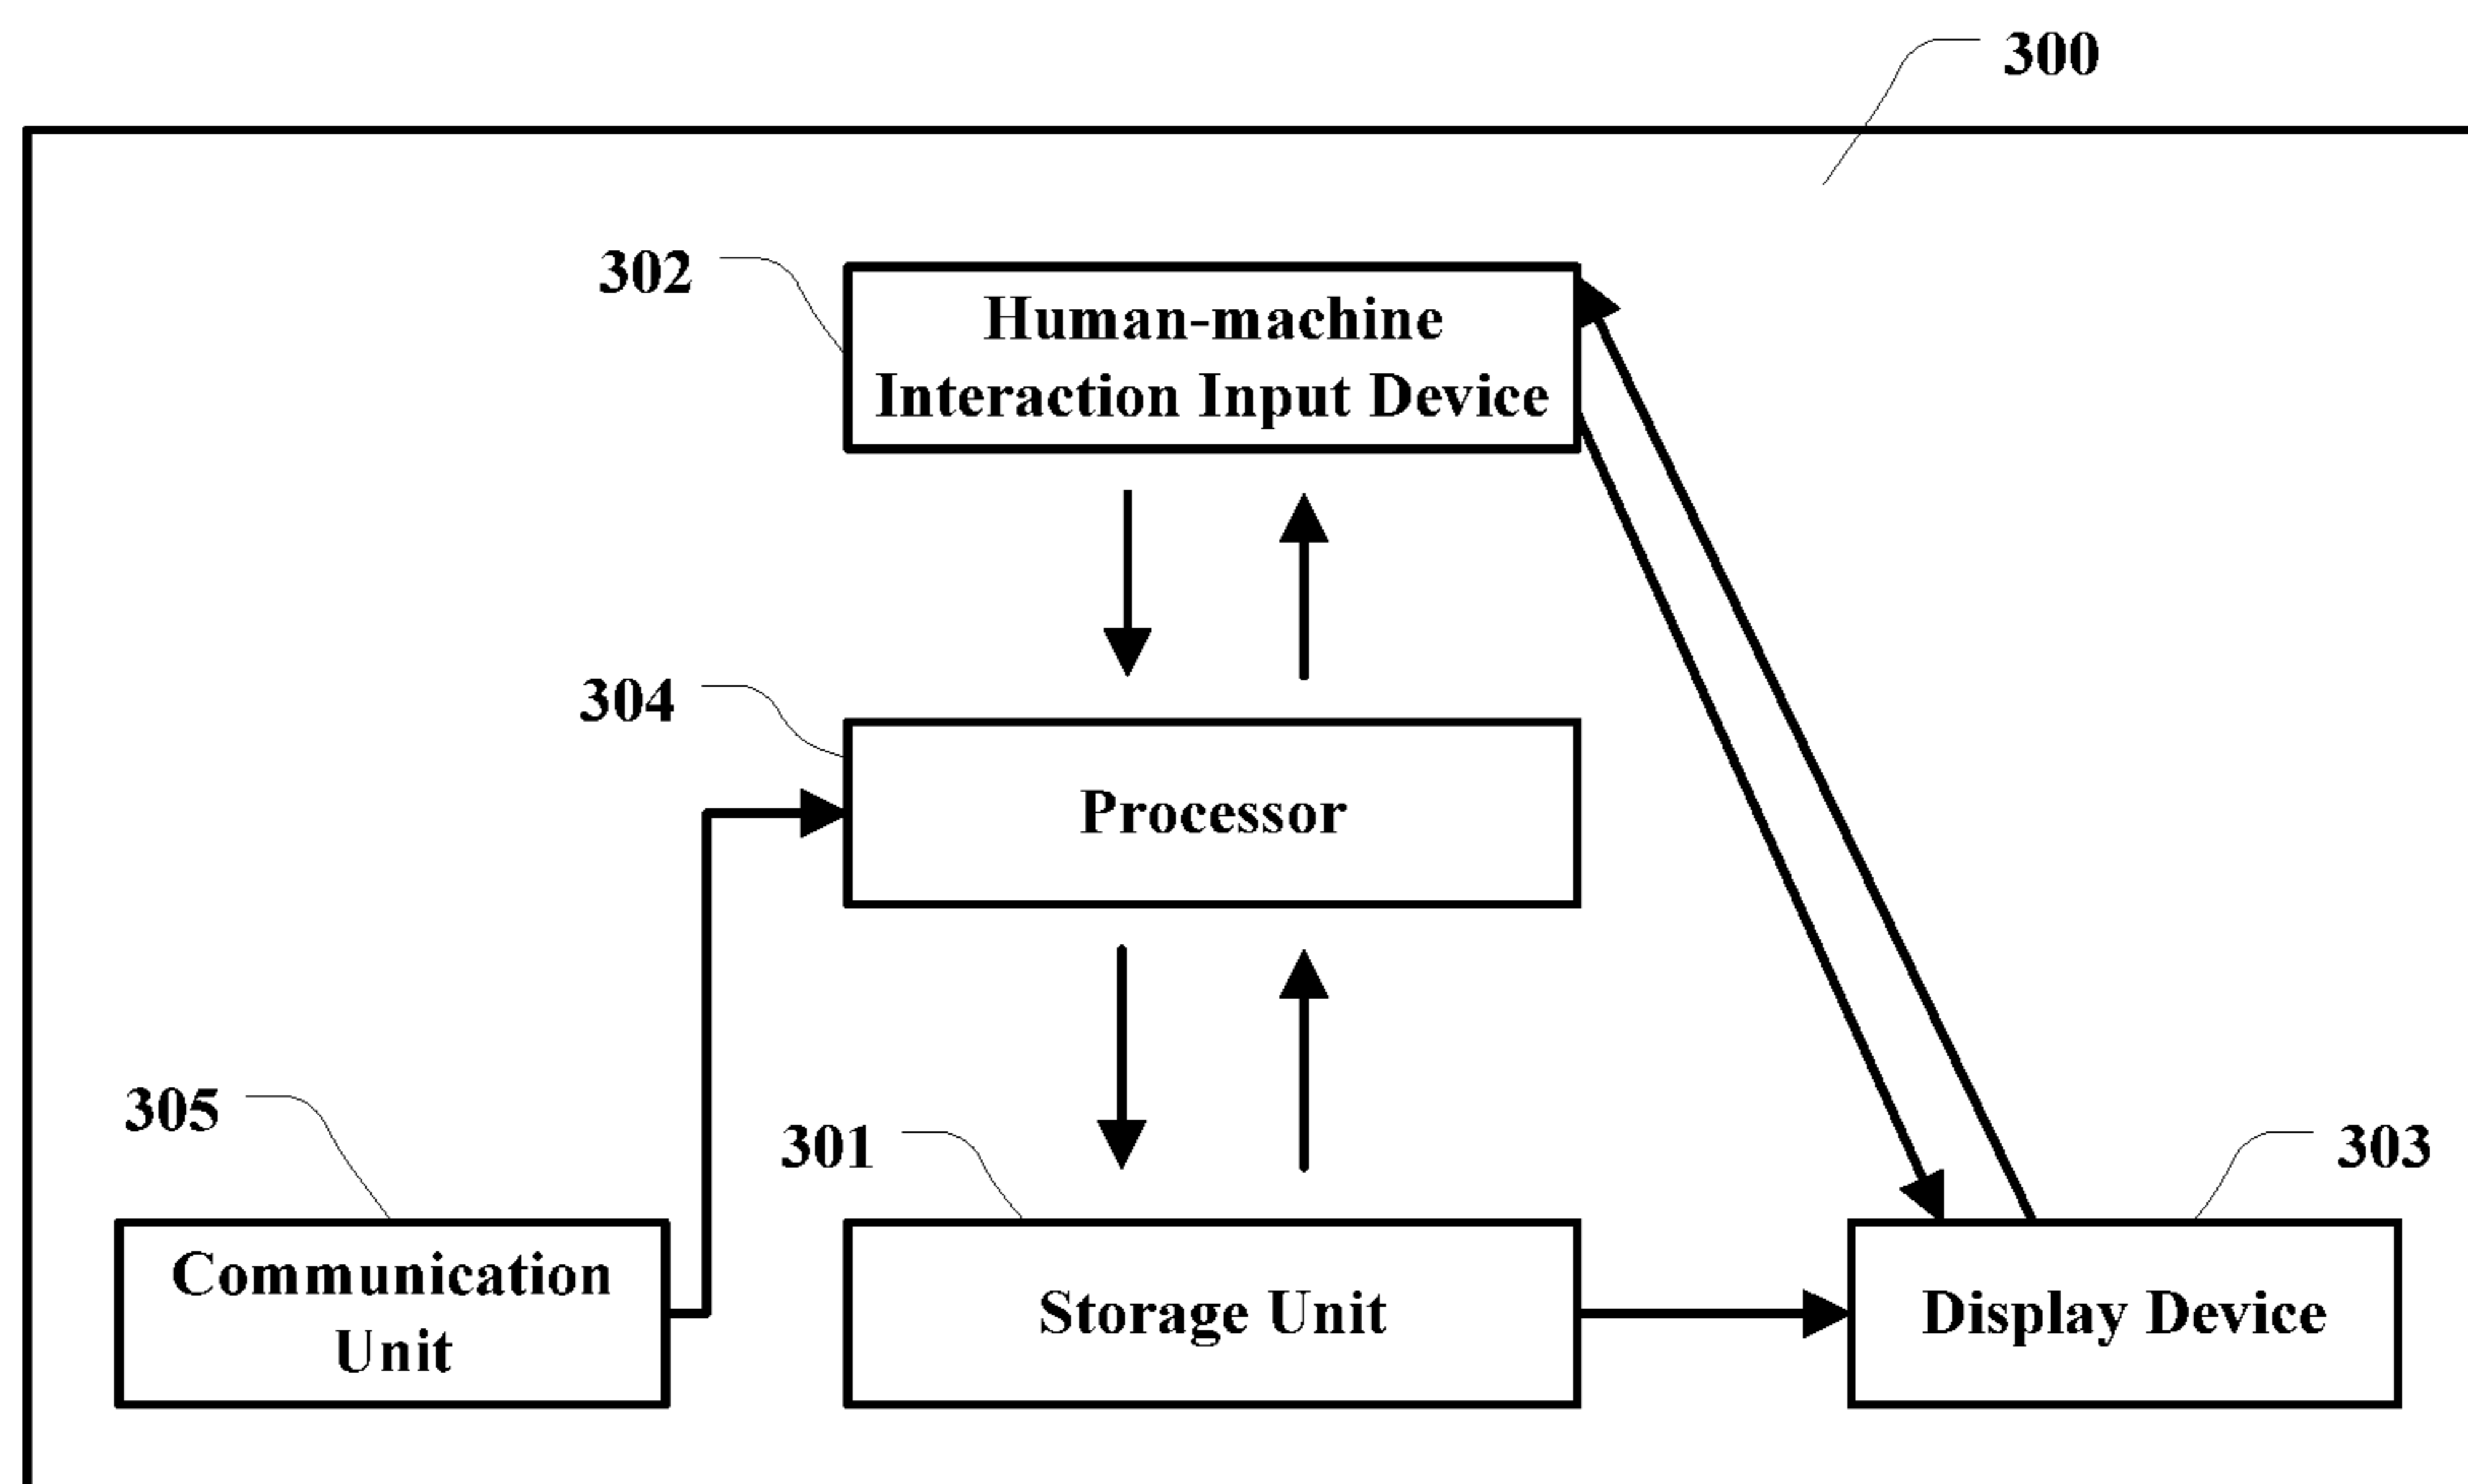 300
302
Human-machine
Interaction Input Device
304
Processor
305
301
303
Communication
Unit
Storage Unit
Display Device